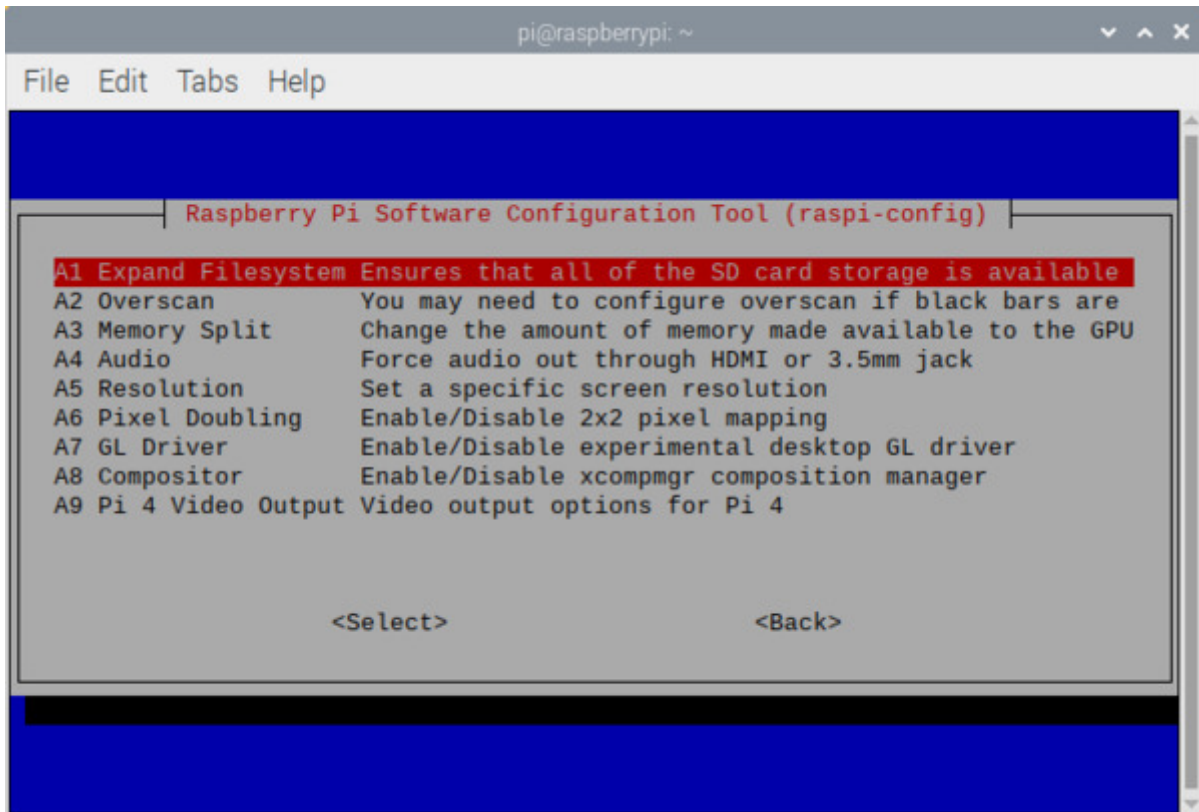 pi@raspberrypi: ~
File Edit Tabs Help
Raspberry Pi Software Configuration Tool (raspi-config)
A1 Expand Filesystem Ensures that all of the SD card storage is available
A2 Overscan You may need to configure overscan if black bars are
A3 Memory Split Change the amount of memory made available to the GPU
A4 Audio Force audio out through HDMI or 3.5mm jack
A5 Resolution Set a specific screen resolution
A6 Pixel Doubling Enable/Disable 2x2 pixel mapping
A7 GL Driver Enable/Disable experimental desktop GL driver
A8 Compositor Enable/Disable xcompmgr composition manager
A9 Pi 4 Video Output Video output options for Pi 4
<Select> <Back>